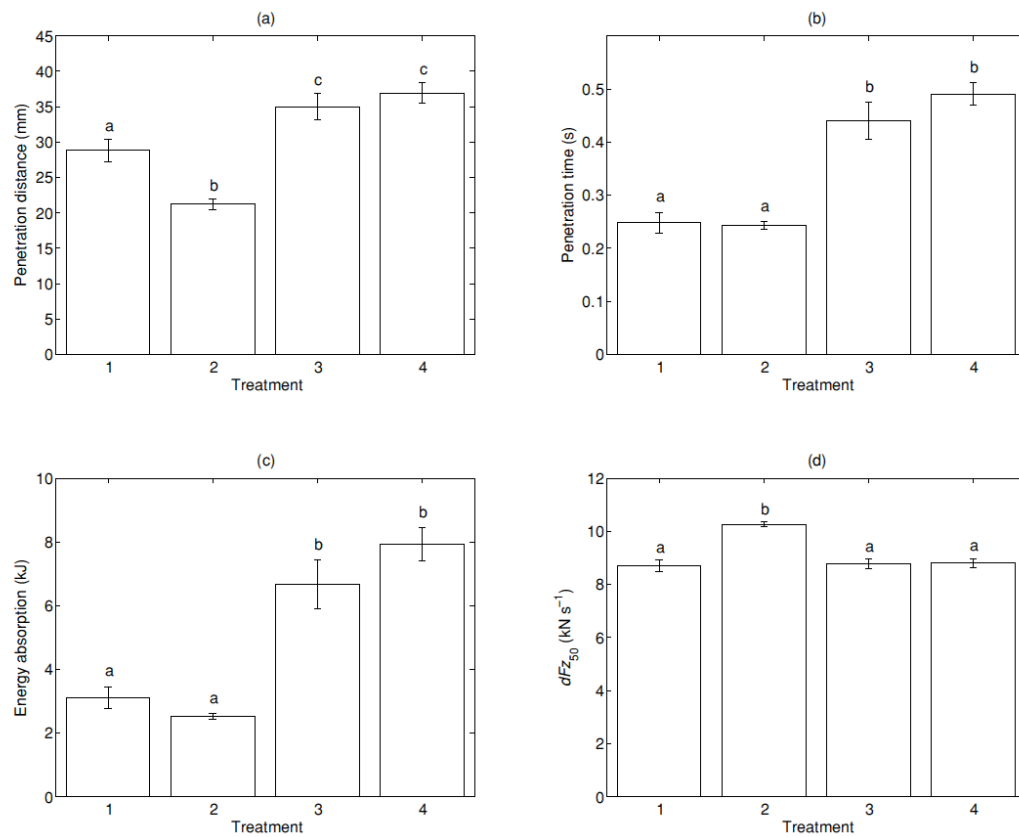 (a)
Penetration distance (mm)
45
40
35
30
25
20
15
10
5
0
a
b
c
c
1 2 3 4
Treatment
(b)
Penetration time (s)
0.5
0.4
0.3
0.2
0.1
0
a
a
b
b
1 2 3 4
Treatment
(c)
Energy absorption (kJ)
10
8
6
4
2
0
a
a
b
b
1 2 3 4
Treatment
(d)
dFz₅₀ (kN s⁻¹)
12
10
8
6
4
2
0
a
b
a
a
1 2 3 4
Treatment